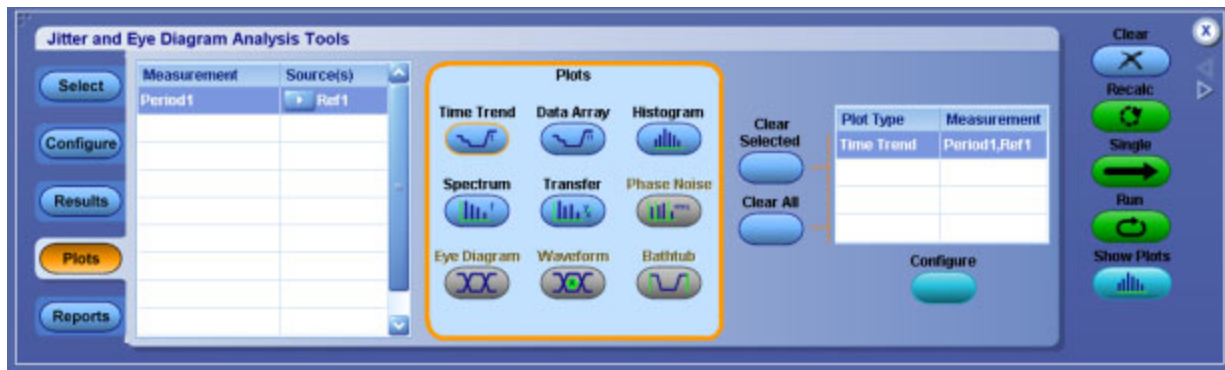 Jitter and Eye Diagram Analysis Tools
Select
Configure
Results
Plots
Reports
Measurement Source(s)
Period1 Ref1
Plots
Time Trend Data Array Histogram
Spectrum Transfer Phase Noise
Eye Diagram Waveform Bathtub
Clear Selected
Clear All
Plot Type Measurement
Time Trend Period1,Ref1
Configure
Clear
X
Recalc
Single
Run
Show Plots